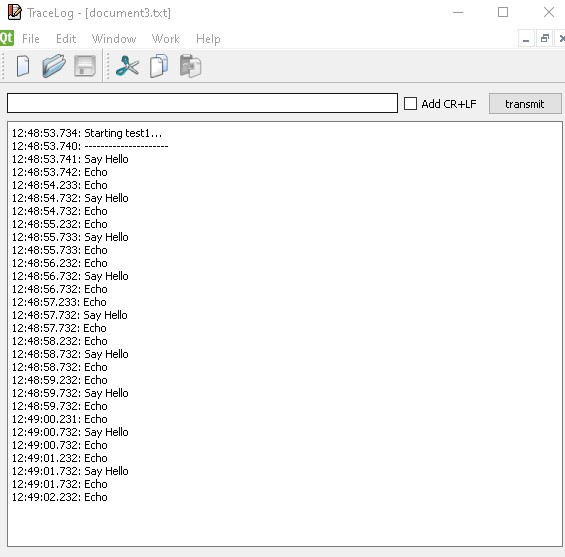 TraceLog - [document3.txt]
Qt File Edit Window Work Help
Add CR+LF transmit
12:48:53.734: Starting test1...
12:48:53.740: ---------------------
12:48:53.741: Say Hello
12:48:53.742: Echo
12:48:54.233: Echo
12:48:54.732: Say Hello
12:48:54.732: Echo
12:48:55.232: Echo
12:48:55.733: Say Hello
12:48:55.733: Echo
12:48:56.232: Echo
12:48:56.732: Say Hello
12:48:56.732: Echo
12:48:57.233: Echo
12:48:57.732: Say Hello
12:48:57.732: Echo
12:48:58.232: Echo
12:48:58.732: Say Hello
12:48:58.732: Echo
12:48:59.232: Echo
12:48:59.732: Say Hello
12:48:59.732: Echo
12:49:00.231: Echo
12:49:00.732: Say Hello
12:49:00.732: Echo
12:49:01.232: Echo
12:49:01.732: Say Hello
12:49:01.732: Echo
12:49:02.232: Echo